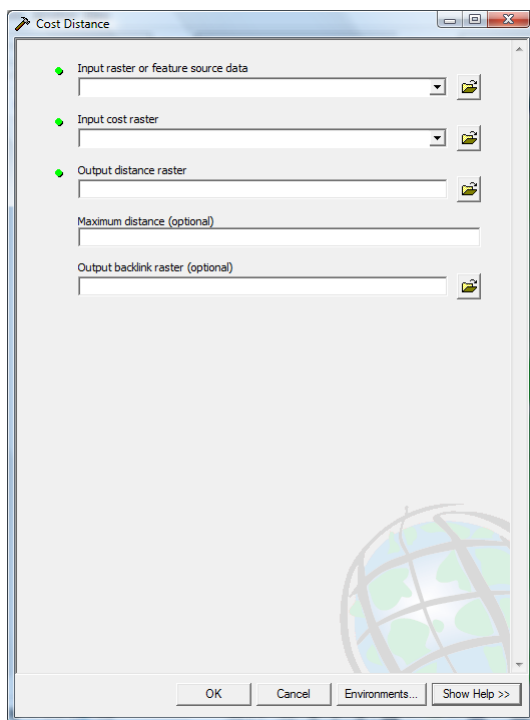 Cost Distance
Input raster or feature source data
Input cost raster
Output distance raster
Maximum distance (optional)
Output backlink raster (optional)
OK
Cancel
Environments...
Show Help >>